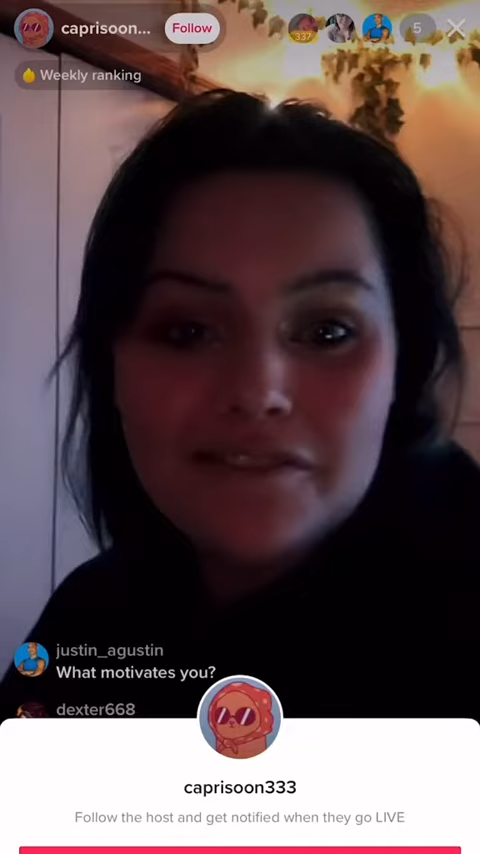 caprisoon...
Follow
337
5
Weekly ranking
justin_agustin
What motivates you?
dexter668
caprisoon333
Follow the host and get notified when they go LIVE